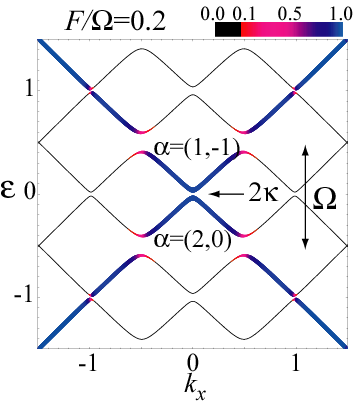 F/Ω=0.2
0.0 0.1 0.5 1.0
1
α=(1,-1)
ε 0
2κ
Ω
α=(2,0)
-1
-1 0 1
kₓ